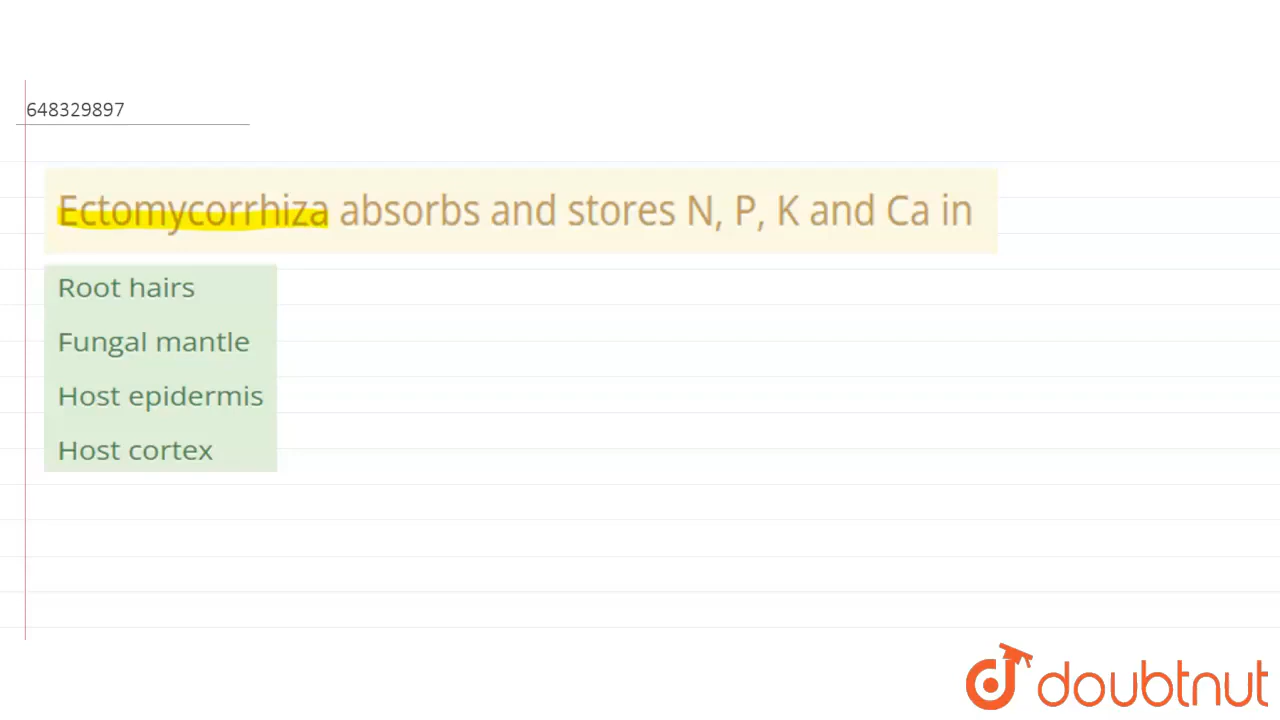 648329897
Ectomycorrhiza absorbs and stores N, P, K and Ca in
Root hairs
Fungal mantle
Host epidermis
Host cortex
doubtnut